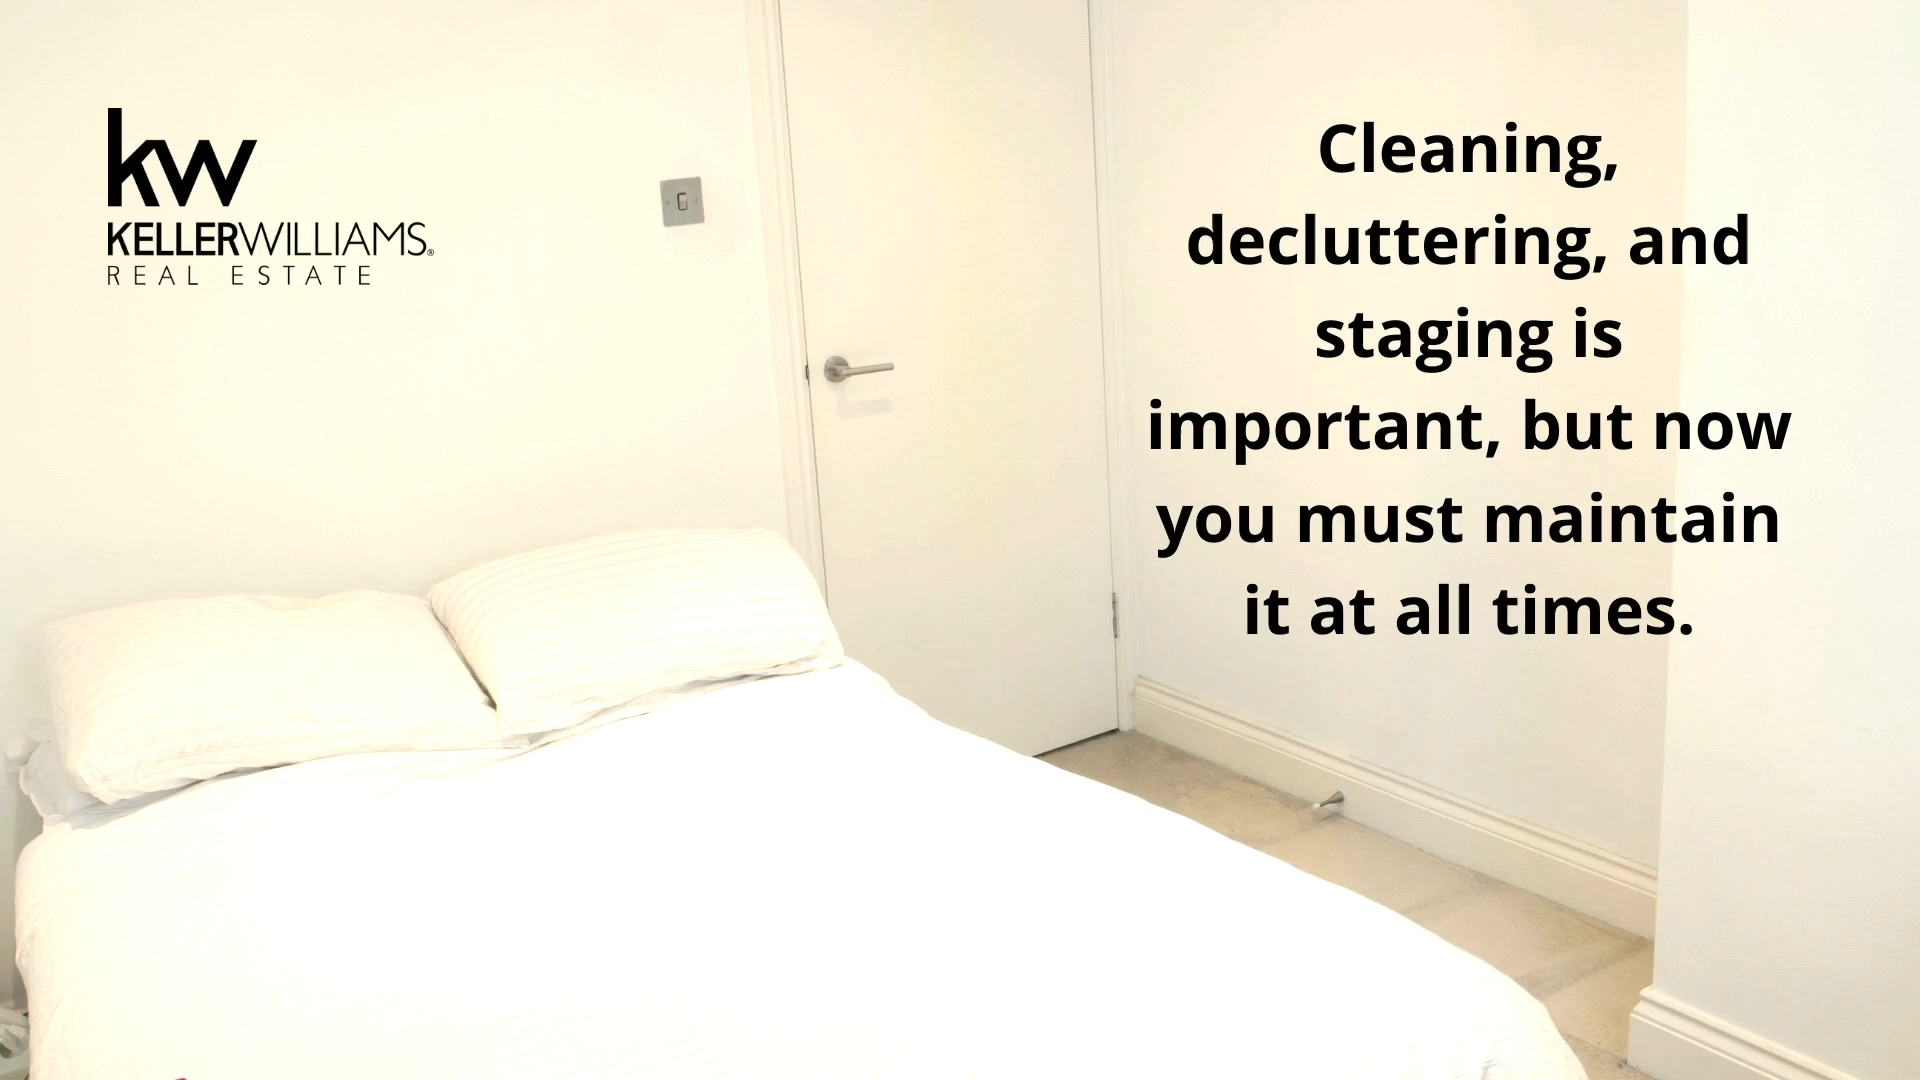 kw
KELLERWILLIAMS®
REAL ESTATE
Cleaning,
decluttering, and
staging is
important, but now
you must maintain
it at all times.